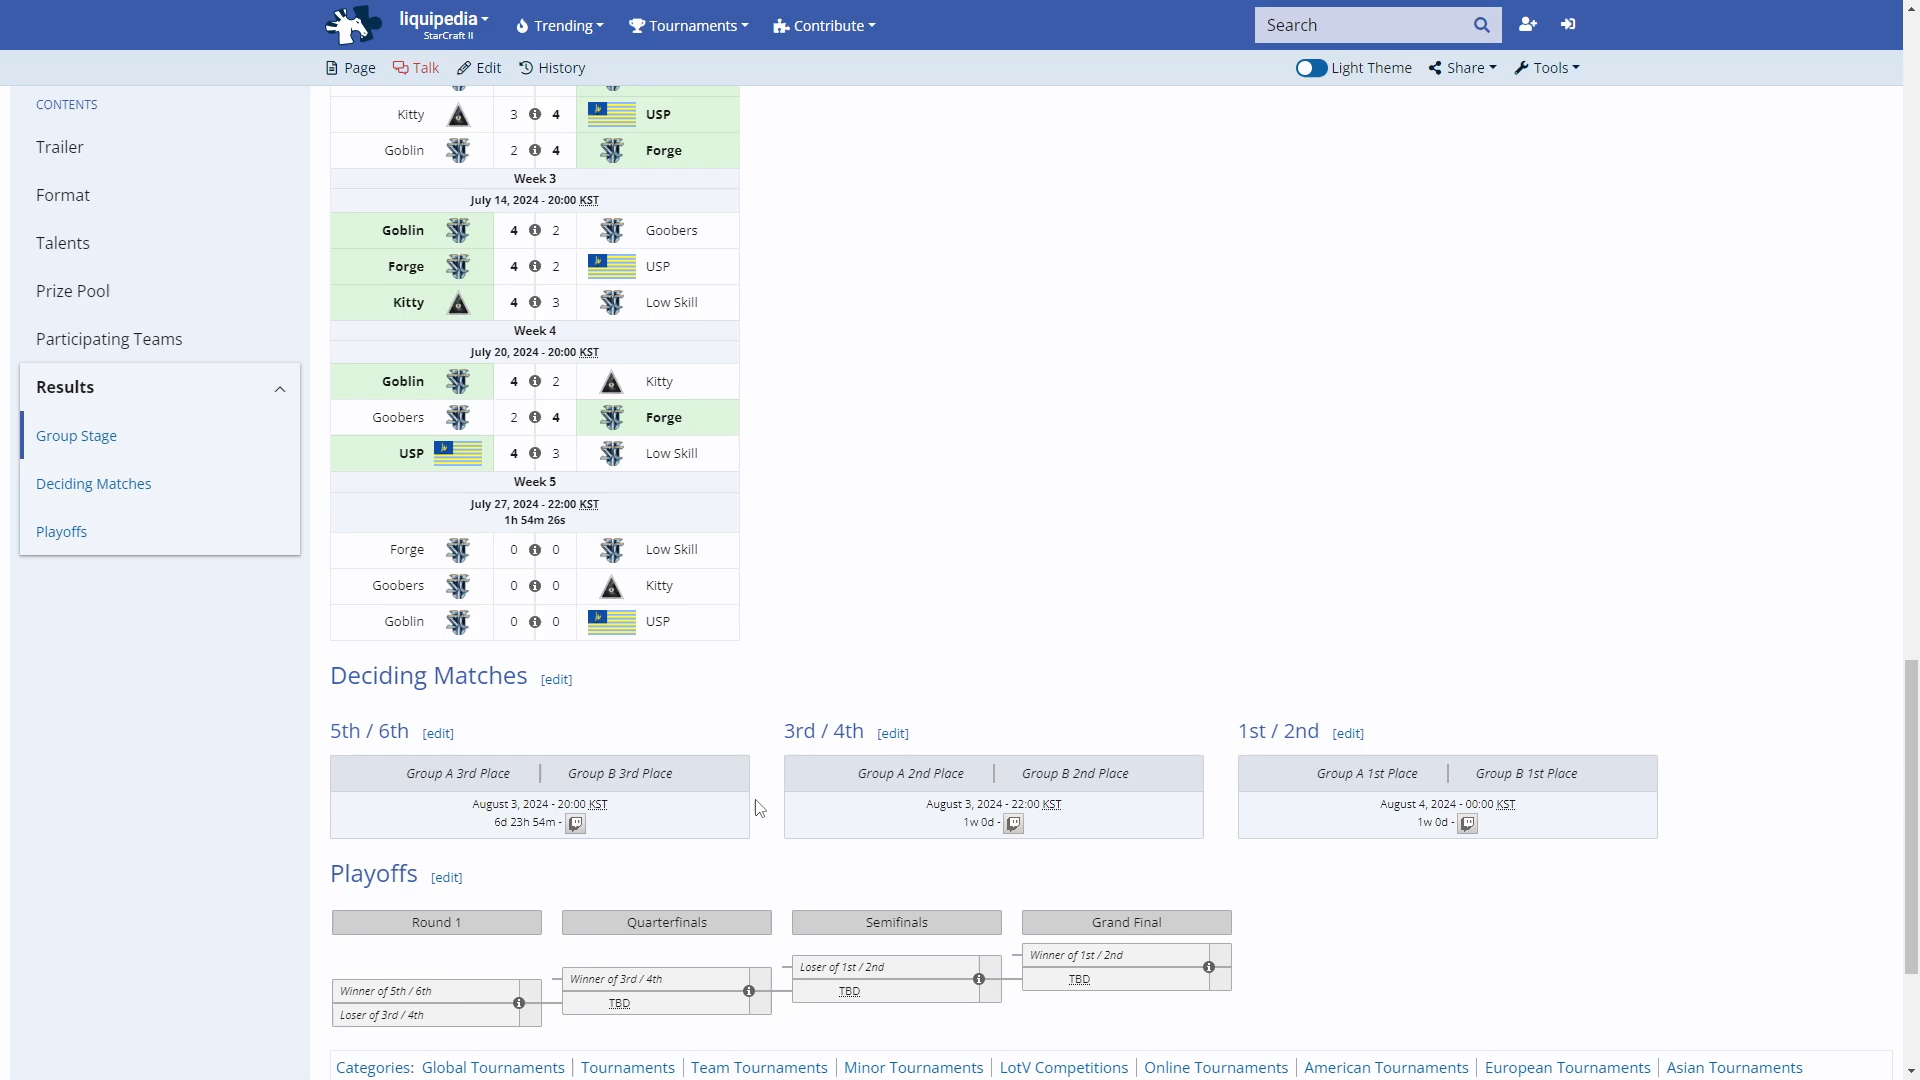 liquipedia
StarCraft II
Trending
Tournaments
Contribute
Search
Page
Talk
Edit
History
Light Theme
Share
Tools
CONTENTS
Trailer
Format
Talents
Prize Pool
Participating Teams
Results
Group Stage
Deciding Matches
Playoffs
Kitty 3 4 USP
Goblin 2 4 Forge
Week 3
July 14, 2024 - 20:00 KST
Goblin 4 2 Goobers
Forge 4 2 USP
Kitty 4 3 Low Skill
Week 4
July 20, 2024 - 20:00 KST
Goblin 4 2 Kitty
Goobers 2 4 Forge
USP 4 3 Low Skill
Week 5
July 27, 2024 - 22:00 KST
1h 54m 26s
Forge 0 0 Low Skill
Goobers 0 0 Kitty
Goblin 0 0 USP
Deciding Matches [edit]
5th / 6th [edit]
Group A 3rd Place Group B 3rd Place
August 3, 2024 - 20:00 KST
6d 23h 54m -
3rd / 4th [edit]
Group A 2nd Place Group B 2nd Place
August 3, 2024 - 22:00 KST
1w 0d -
1st / 2nd [edit]
Group A 1st Place Group B 1st Place
August 4, 2024 - 00:00 KST
1w 0d -
Playoffs [edit]
Round 1
Quarterfinals
Semifinals
Grand Final
Winner of 5th / 6th
Loser of 3rd / 4th
Winner of 3rd / 4th
TBD
Loser of 1st / 2nd
TBD
Winner of 1st / 2nd
TBD
Categories: Global Tournaments Tournaments Team Tournaments Minor Tournaments LotV Competitions Online Tournaments American Tournaments European Tournaments Asian Tournaments